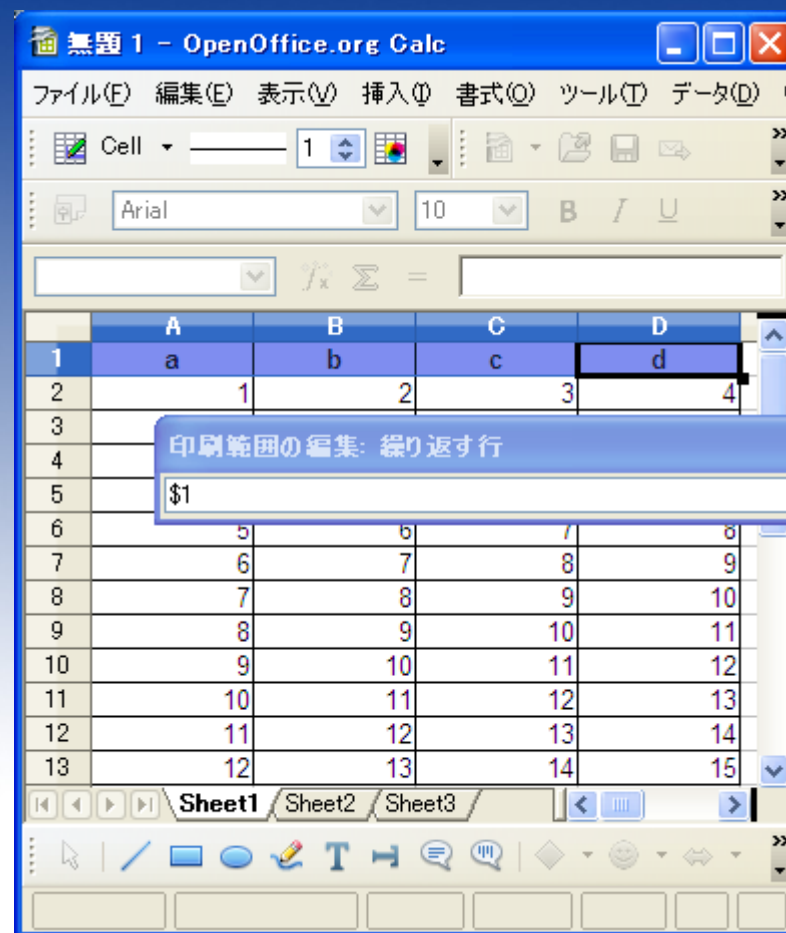 無題 1 - OpenOffice.org Calc
ファイル(F) 編集(E) 表示(V) 挿入(I) 書式(O) ツール(T) データ(D)
Cell 1
Arial 10 B I U
fx Σ =
A B C D
1 a b c d
2 1 2 3 4
3
印刷範囲の編集: 繰り返す行
4
5 $1
6 5 6 7 8
7 6 7 8 9
8 7 8 9 10
9 8 9 10 11
10 9 10 11 12
11 10 11 12 13
12 11 12 13 14
13 12 13 14 15
Sheet1 Sheet2 Sheet3
T